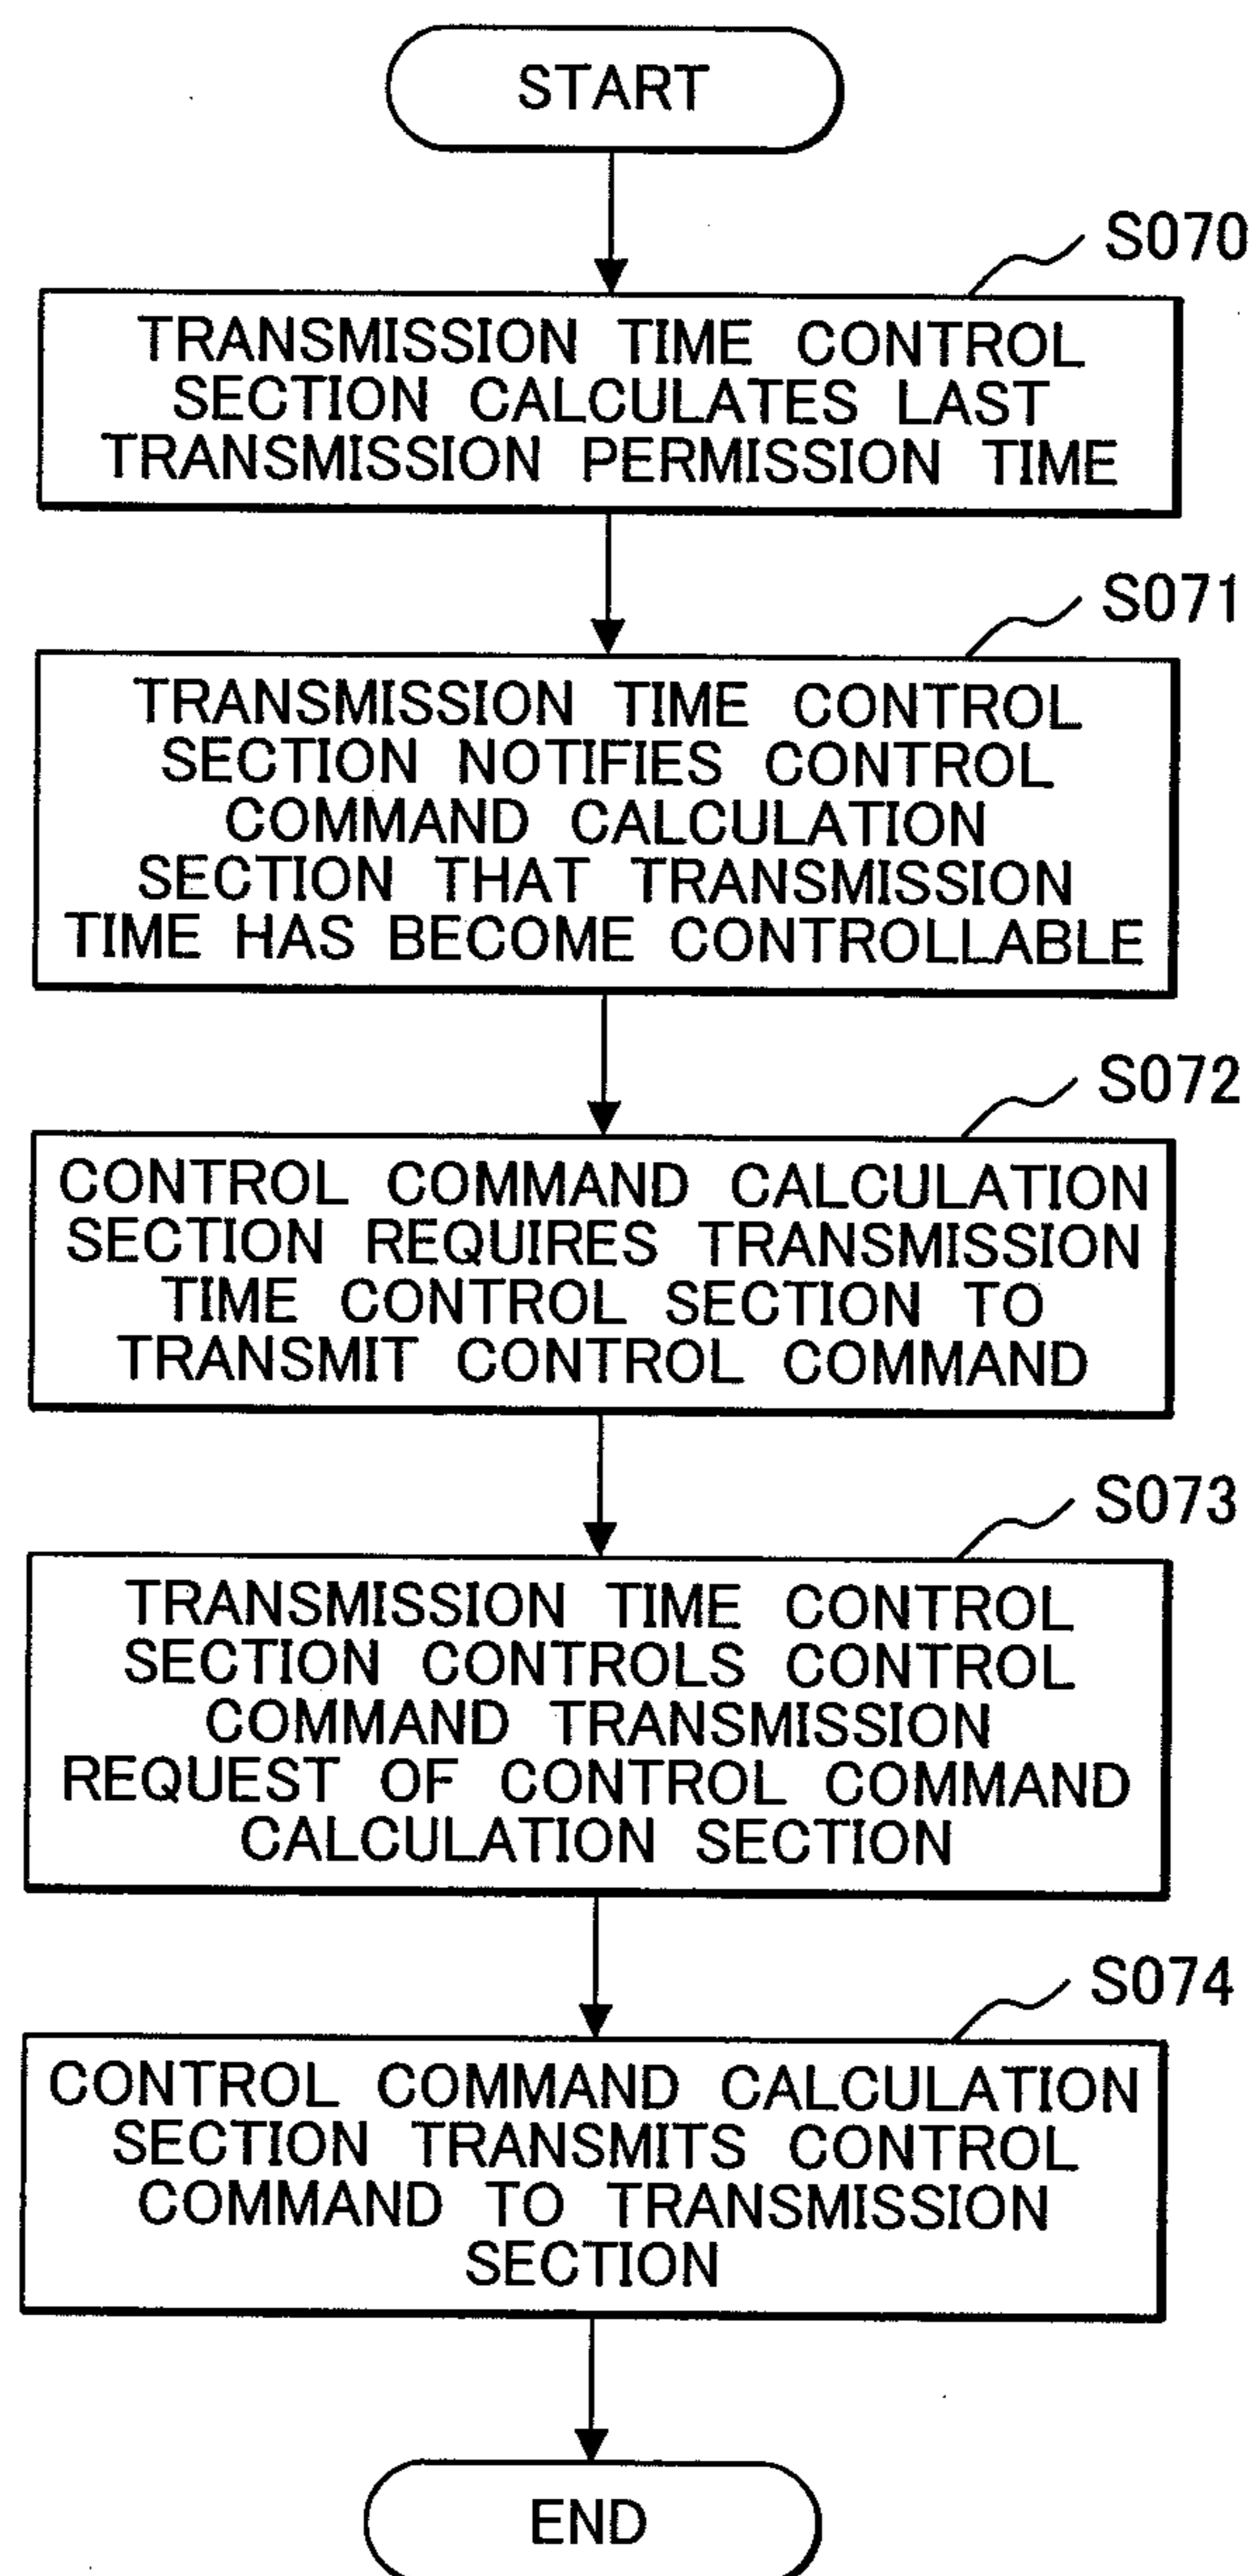 START
S070
TRANSMISSION TIME CONTROL
SECTION CALCULATES LAST
TRANSMISSION PERMISSION TIME
S071
TRANSMISSION TIME CONTROL
SECTION NOTIFIES CONTROL
COMMAND CALCULATION
SECTION THAT TRANSMISSION
TIME HAS BECOME CONTROLLABLE
S072
CONTROL COMMAND CALCULATION
SECTION REQUIRES TRANSMISSION
TIME CONTROL SECTION TO
TRANSMIT CONTROL COMMAND
S073
TRANSMISSION TIME CONTROL
SECTION CONTROLS CONTROL
COMMAND TRANSMISSION
REQUEST OF CONTROL COMMAND
CALCULATION SECTION
S074
CONTROL COMMAND CALCULATION
SECTION TRANSMITS CONTROL
COMMAND TO TRANSMISSION
SECTION
END